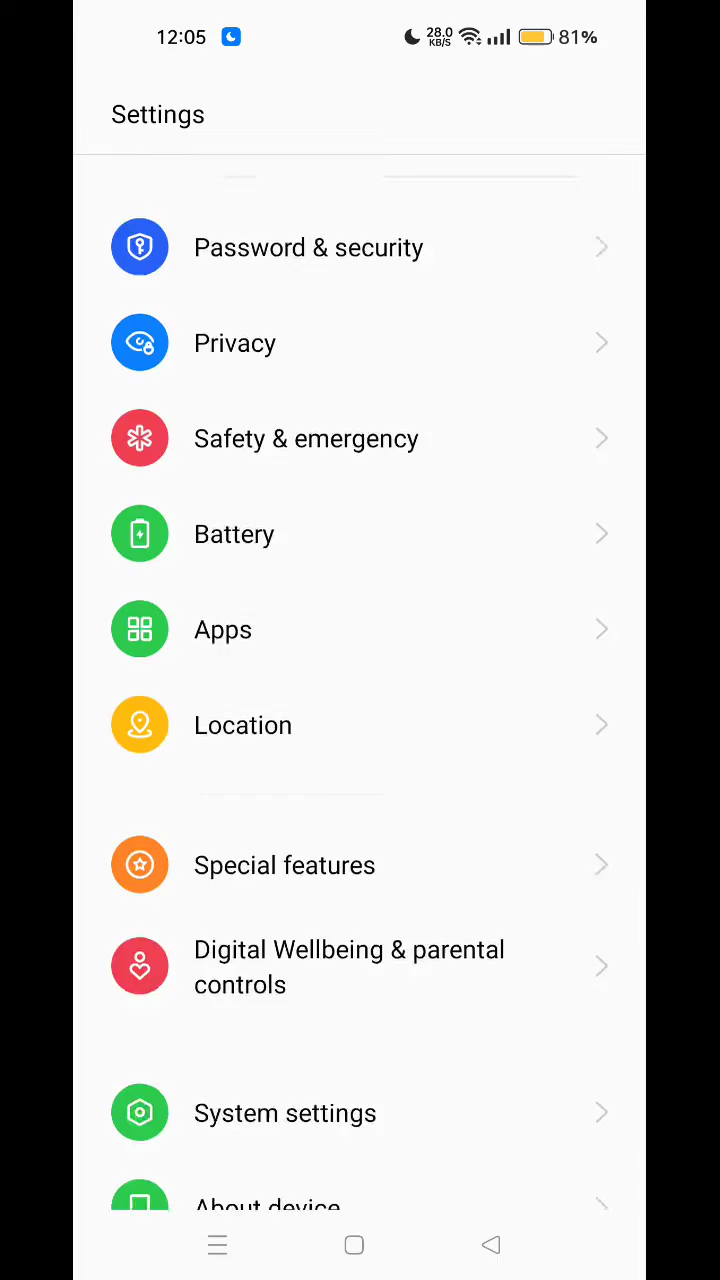 12:05
28.0
KB/S
81%
Settings
Password & security
Privacy
Safety & emergency
Battery
Apps
Location
Special features
Digital Wellbeing & parental
controls
System settings
About device